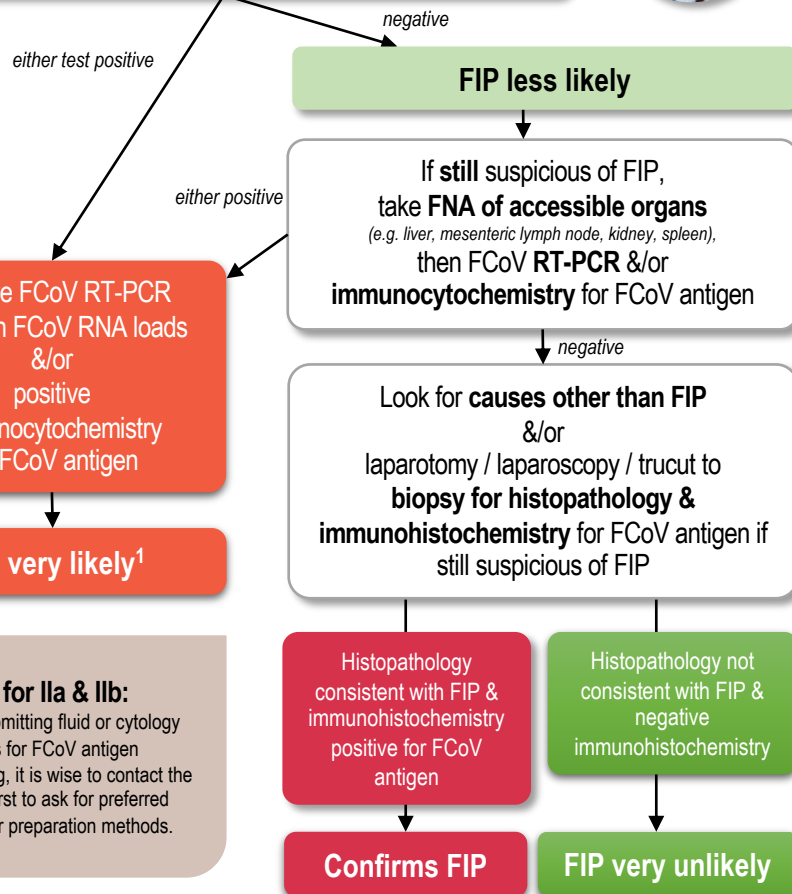 negative
either test positive
FIP less likely
If still suspicious of FIP,
take FNA of accessible organs
(e.g. liver, mesenteric lymph node, kidney, spleen),
then FCoV RT-PCR &/or
immunocytochemistry for FCoV antigen
either positive
e FCoV RT-PCR
FCoV RNA loads
&/or
positive
nocytochemistry
FCoV antigen
negative
Look for causes other than FIP
&/or
laparotomy / laparoscopy / trucut to
biopsy for histopathology &
immunohistochemistry for FCoV antigen if
still suspicious of FIP
very likely1
Histopathology
consistent with FIP &
immunohistochemistry
positive for FCoV
antigen
Histopathology not
consistent with FIP &
negative
immunohistochemistry
for IIa & IIb:
mitting fluid or cytology
s for FCoV antigen
g, it is wise to contact the
rst to ask for preferred
r preparation methods.
Confirms FIP
FIP very unlikely